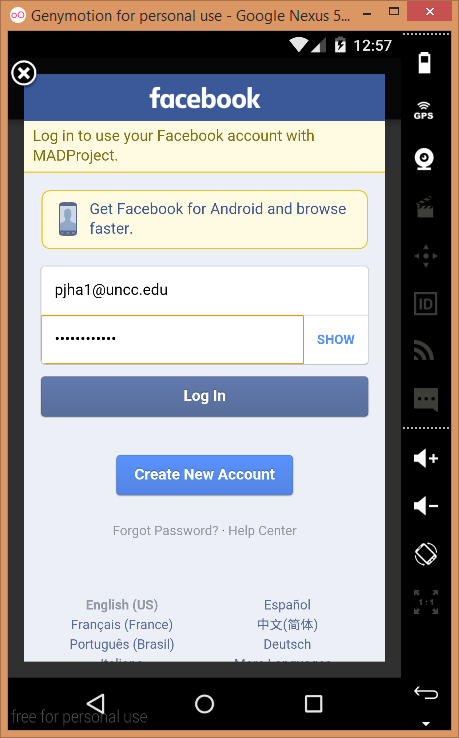 Genymotion for personal use - Google Nexus 5...
12:57
facebook
Log in to use your Facebook account with
MADProject.
Get Facebook for Android and browse
faster.
pjha1@uncc.edu
••••••••••••
SHOW
Log In
Create New Account
Forgot Password? · Help Center
English (US)
Español
Français (France)
中文(简体)
Português (Brasil)
Deutsch
Italiano
More Languages
free for personal use
GPS
ID
1:1